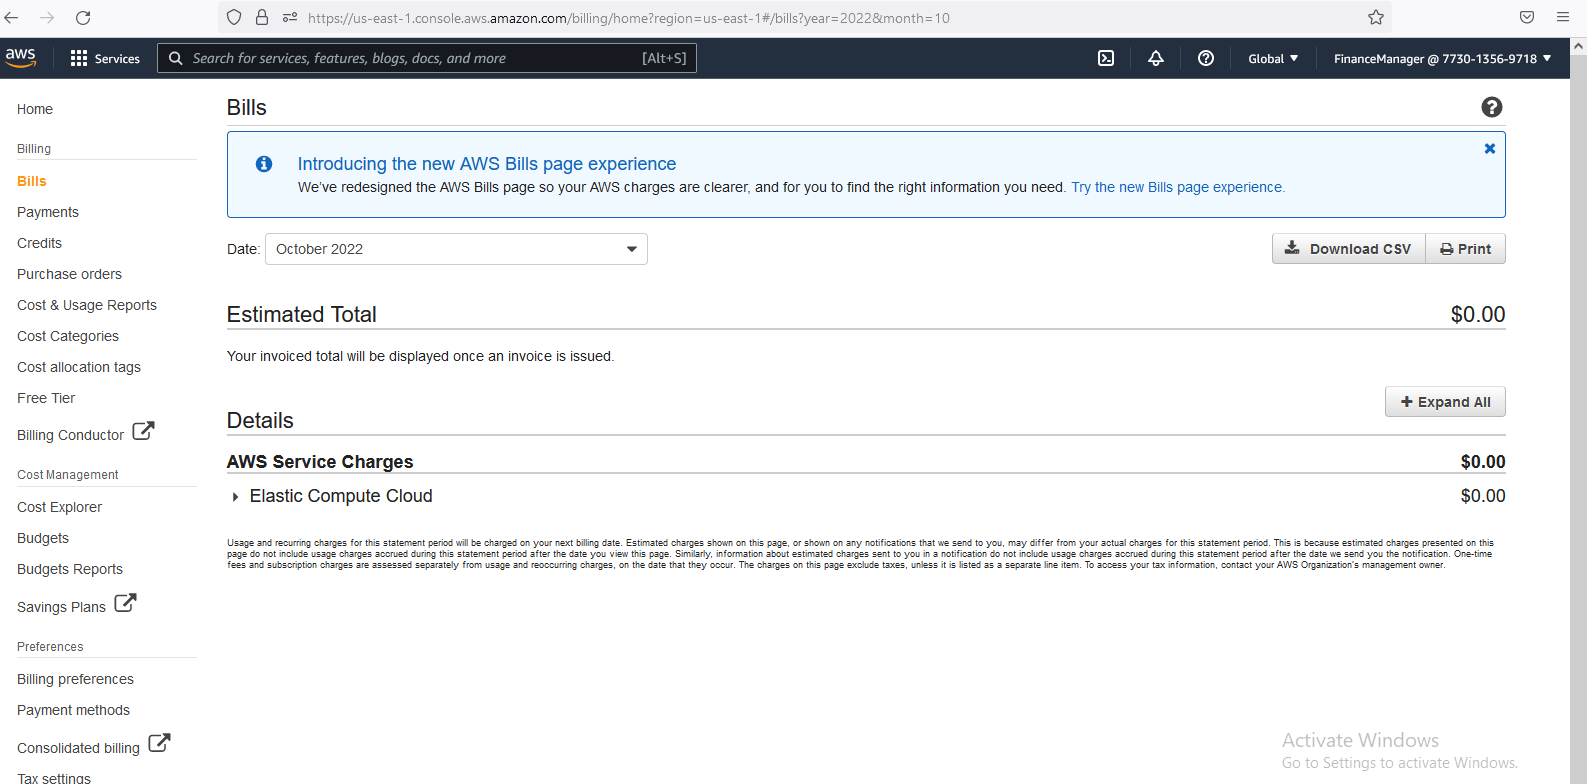 https://us-east-1.console.aws.amazon.com/billing/home?region=us-east-1#/bills?year=2022&month=10
aws
Services
Search for services, features, blogs, docs, and more
[Alt+S]
Global
FinanceManager @ 7730-1356-9718
Home
Billing
Bills
Payments
Credits
Purchase orders
Cost & Usage Reports
Cost Categories
Cost allocation tags
Free Tier
Billing Conductor
Cost Management
Cost Explorer
Budgets
Budgets Reports
Savings Plans
Preferences
Billing preferences
Payment methods
Consolidated billing
Tax settings
Bills
Introducing the new AWS Bills page experience
We've redesigned the AWS Bills page so your AWS charges are clearer, and for you to find the right information you need. Try the new Bills page experience.
Date: October 2022
Download CSV
Print
Estimated Total $0.00
Your invoiced total will be displayed once an invoice is issued.
Expand All
Details
AWS Service Charges $0.00
Elastic Compute Cloud $0.00
Usage and recurring charges for this statement period will be charged on your next billing date. Estimated charges shown on this page, or shown on any notifications that we send to you, may differ from your actual charges for this statement period. This is because estimated charges presented on this
page do not include usage charges accrued during this statement period after the date you view this page. Similarly, information about estimated charges sent to you in a notification do not include usage charges accrued during this statement period after the date we send you the notification. One-time
fees and subscription charges are assessed separately from usage and reoccurring charges, on the date that they occur. The charges on this page exclude taxes, unless it is listed as a separate line item. To access your tax information, contact your AWS Organization's management owner.
Activate Windows
Go to Settings to activate Windows.